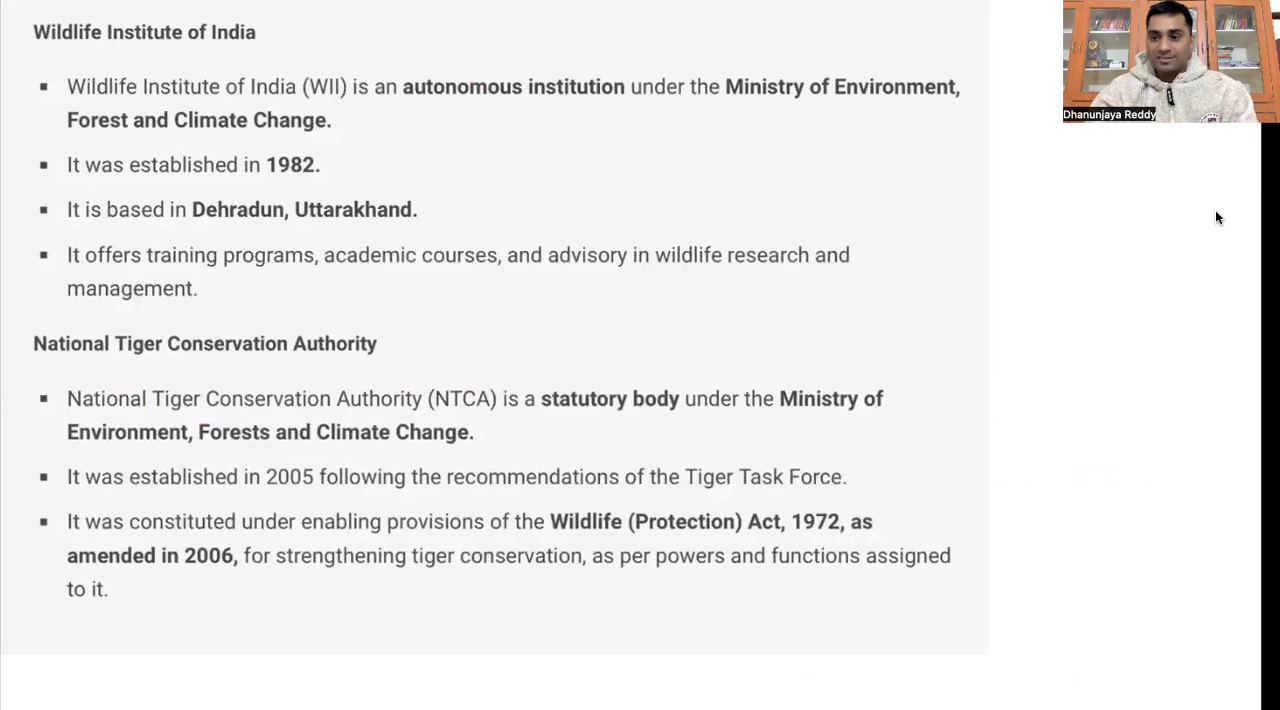 Wildlife Institute of India
▪ Wildlife Institute of India (WII) is an autonomous institution under the Ministry of Environment,
Forest and Climate Change.
▪ It was established in 1982.
▪ It is based in Dehradun, Uttarakhand.
▪ It offers training programs, academic courses, and advisory in wildlife research and
management.
National Tiger Conservation Authority
▪ National Tiger Conservation Authority (NTCA) is a statutory body under the Ministry of
Environment, Forests and Climate Change.
▪ It was established in 2005 following the recommendations of the Tiger Task Force.
▪ It was constituted under enabling provisions of the Wildlife (Protection) Act, 1972, as
amended in 2006, for strengthening tiger conservation, as per powers and functions assigned
to it.
Dhanunjaya Reddy